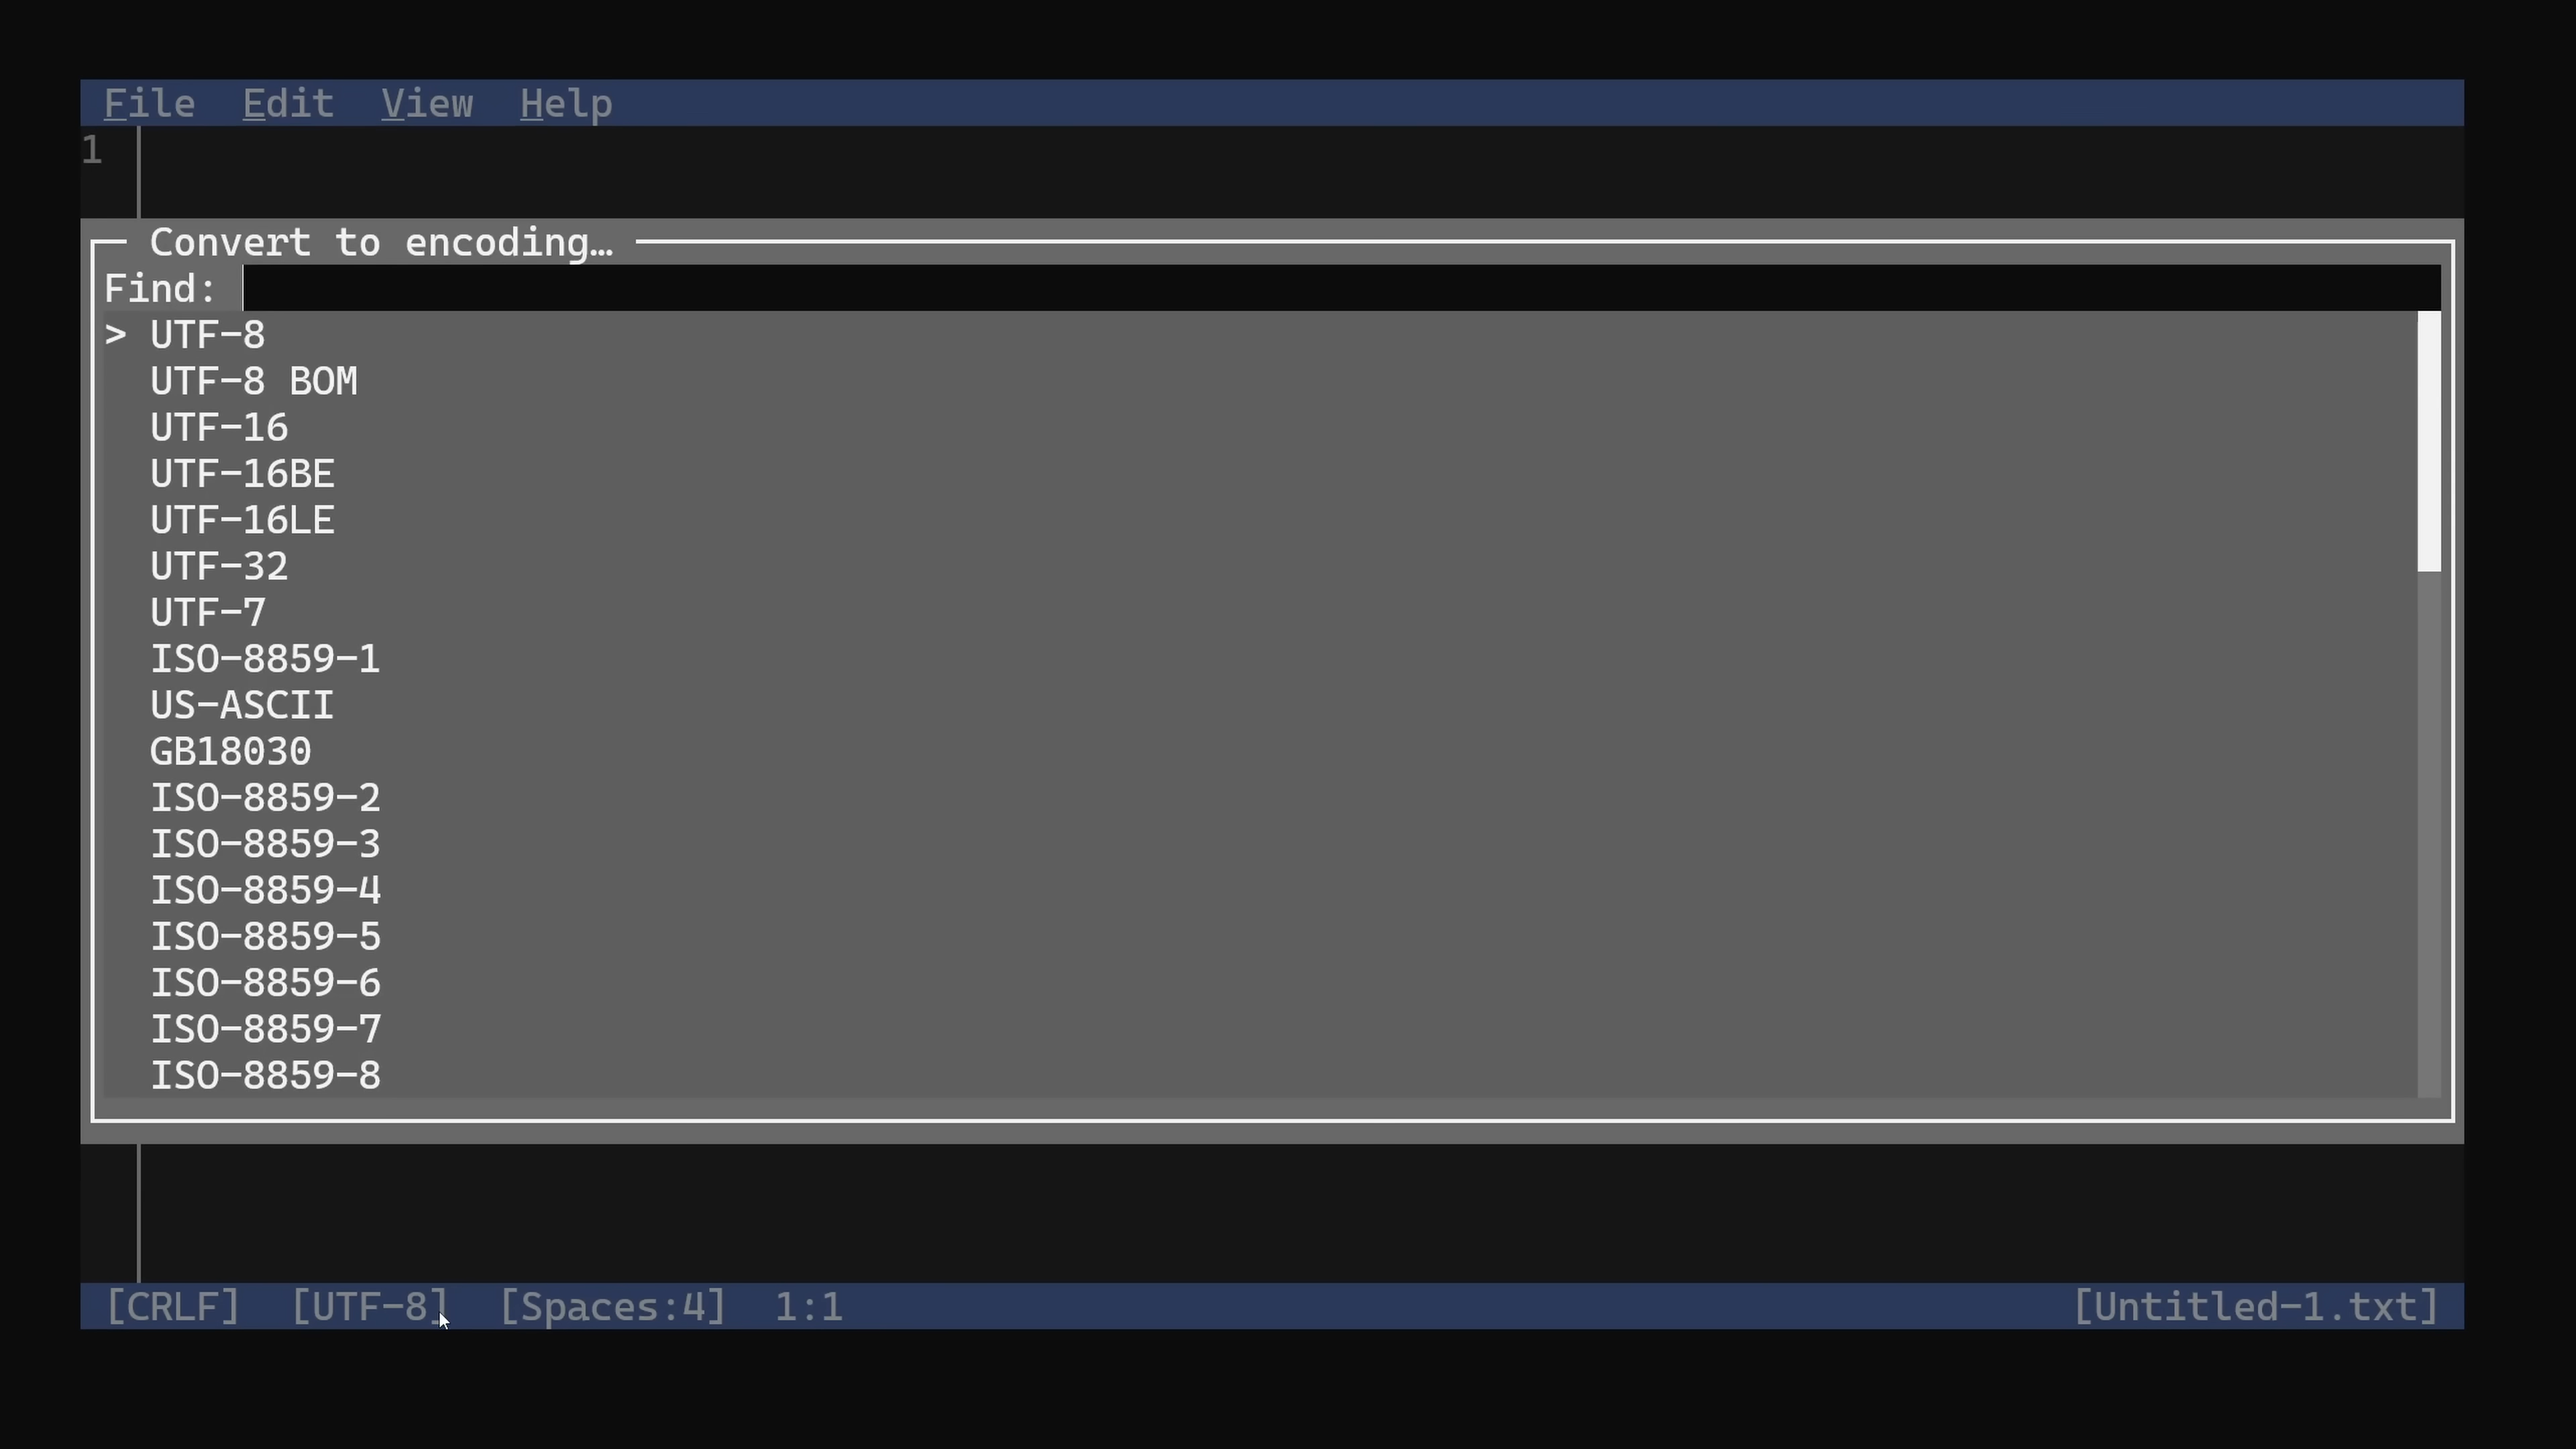 File Edit View Help
1
Convert to encoding…
Find:
> UTF-8
UTF-8 BOM
UTF-16
UTF-16BE
UTF-16LE
UTF-32
UTF-7
ISO-8859-1
US-ASCII
GB18030
ISO-8859-2
ISO-8859-3
ISO-8859-4
ISO-8859-5
ISO-8859-6
ISO-8859-7
ISO-8859-8
[CRLF] [UTF-8] [Spaces:4] 1:1 [Untitled-1.txt]